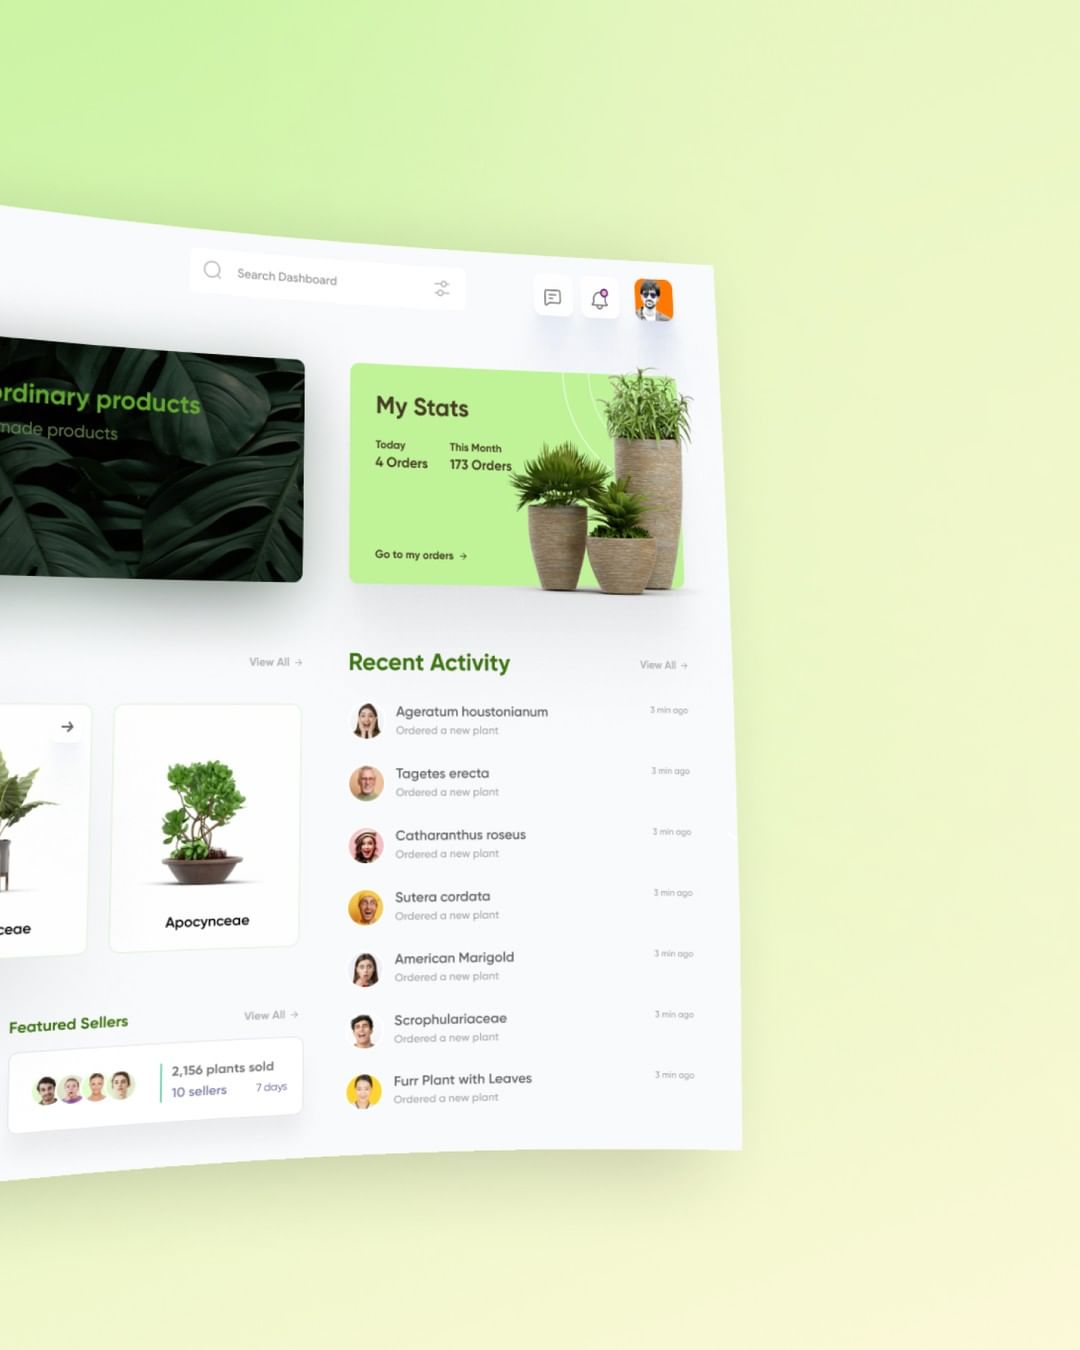 Search Dashboard
ordinary products
made products
My Stats
Today
This Month
4 Orders
173 Orders
Go to my orders →
View All →
ceae
Apocynceae
Featured Sellers
View All →
2,156 plants sold
10 sellers
7 days
Recent Activity
View All →
Ageratum houstonianum
3 min ago
Ordered a new plant
Tagetes erecta
3 min ago
Ordered a new plant
Catharanthus roseus
3 min ago
Ordered a new plant
Sutera cordata
3 min ago
Ordered a new plant
American Marigold
3 min ago
Ordered a new plant
Scrophulariaceae
3 min ago
Ordered a new plant
Furr Plant with Leaves
3 min ago
Ordered a new plant